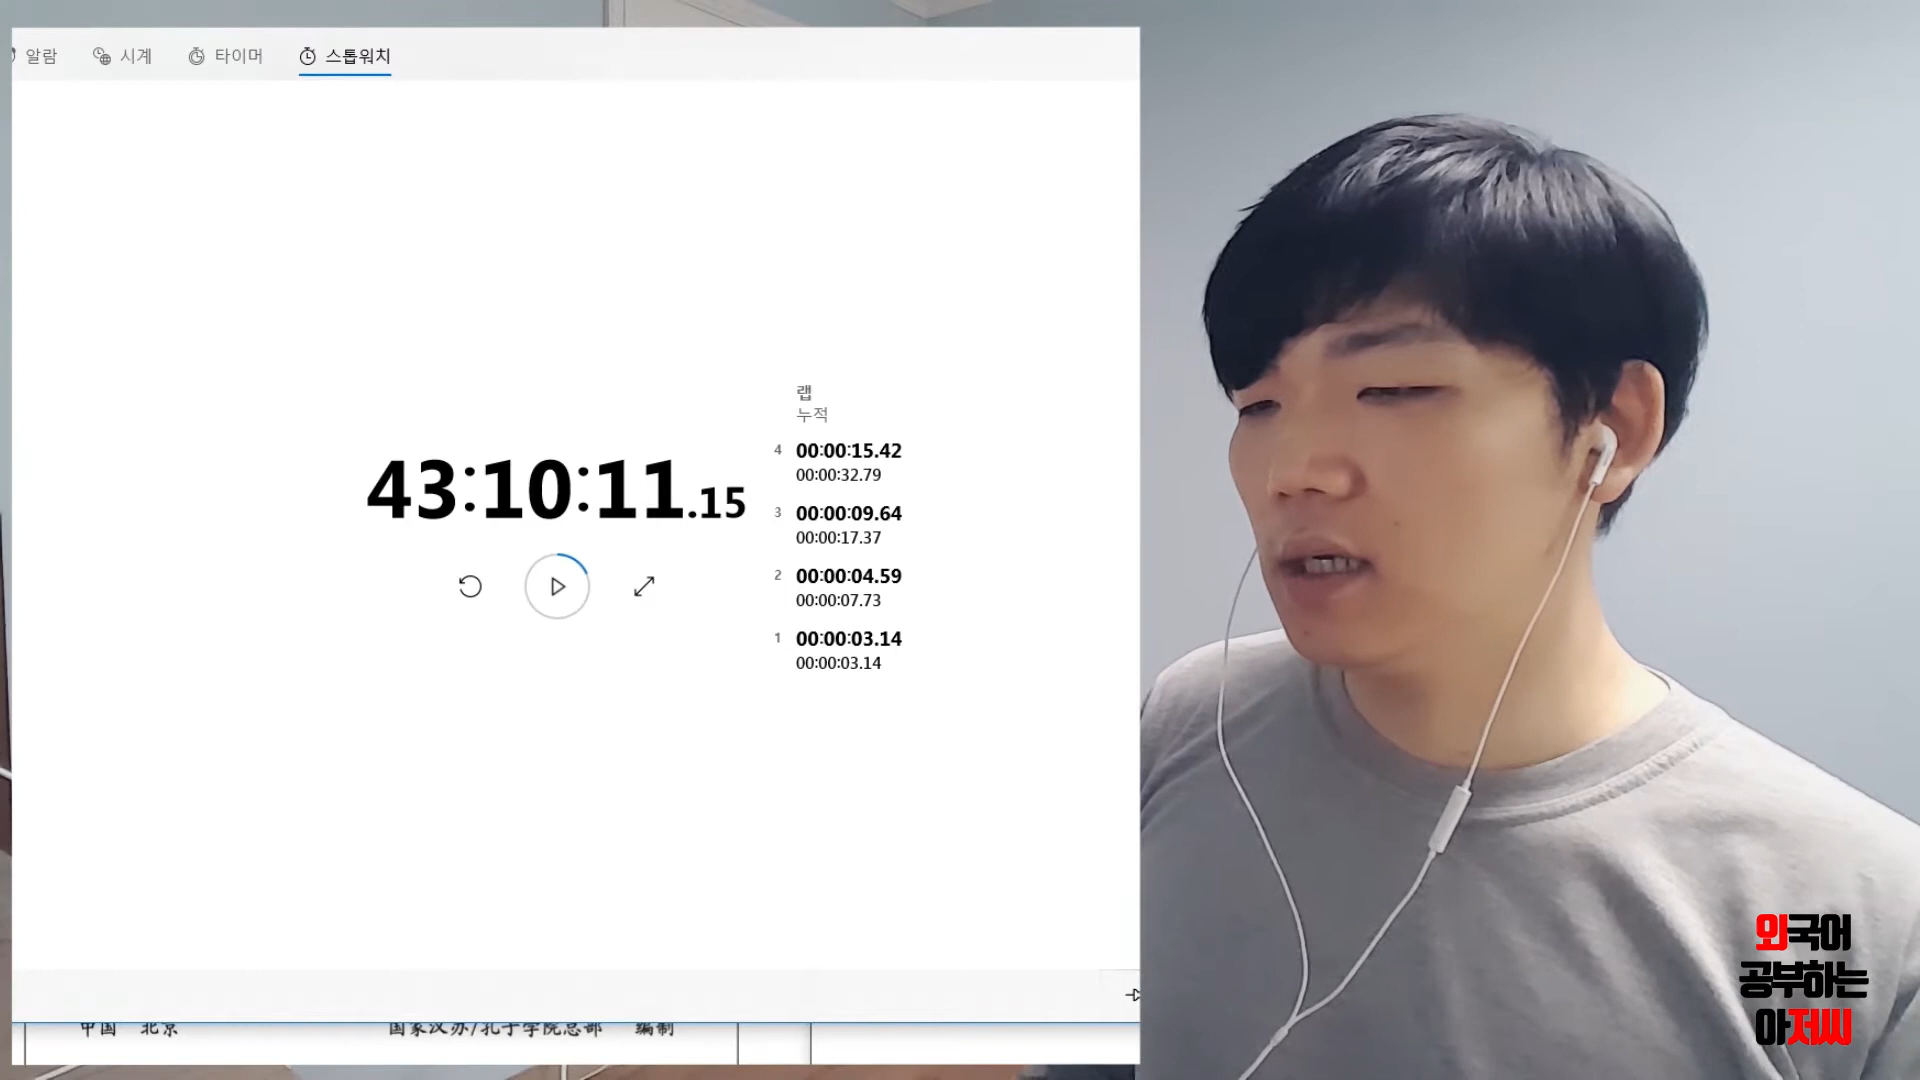 알람 시계 타이머 스톱워치
43:10:11.15
랩
누적
4 00:00:15.42
00:00:32.79
3 00:00:09.64
00:00:17.37
2 00:00:04.59
00:00:07.73
1 00:00:03.14
00:00:03.14
中国 北京 国家汉办/孔子学院总部 编制
외국어
공부하는
아저씨